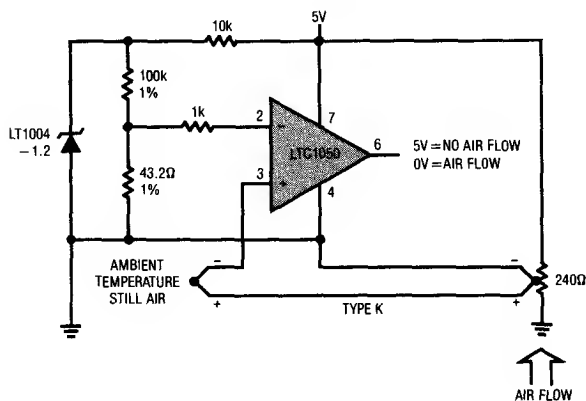 5V
10k
100k
1%
1k
2
7
LT1004
−1.2
−
LTC1050
6
5V = NO AIR FLOW
0V = AIR FLOW
43.2Ω
1%
3
+
4
AMBIENT
TEMPERATURE
STILL AIR
−
−
+
TYPE K
+
240Ω
AIR FLOW